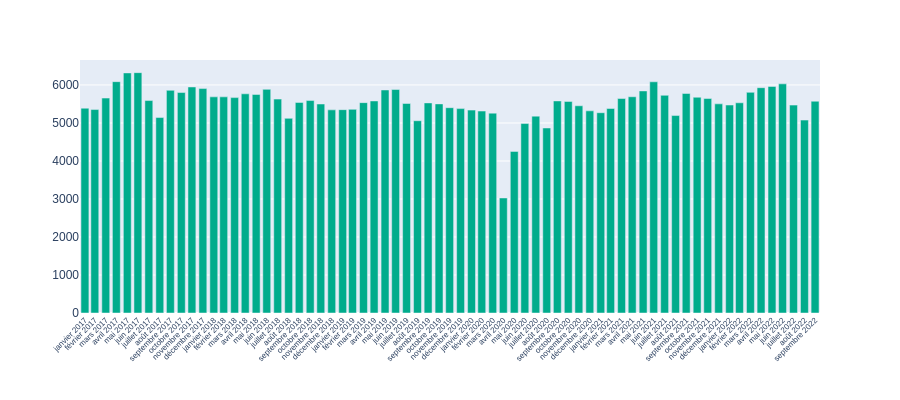 6000
5000
4000
3000
2000
1000
0
janvier 2017
février 2017
mars 2017
avril 2017
mai 2017
juin 2017
juillet 2017
août 2017
septembre 2017
octobre 2017
novembre 2017
décembre 2017
janvier 2018
février 2018
mars 2018
avril 2018
mai 2018
juin 2018
juillet 2018
août 2018
septembre 2018
octobre 2018
novembre 2018
décembre 2018
janvier 2019
février 2019
mars 2019
avril 2019
mai 2019
juin 2019
juillet 2019
août 2019
septembre 2019
octobre 2019
novembre 2019
décembre 2019
janvier 2020
février 2020
mars 2020
avril 2020
mai 2020
juin 2020
juillet 2020
août 2020
septembre 2020
octobre 2020
novembre 2020
décembre 2020
janvier 2021
février 2021
mars 2021
avril 2021
mai 2021
juin 2021
juillet 2021
août 2021
septembre 2021
octobre 2021
novembre 2021
décembre 2021
janvier 2022
février 2022
mars 2022
avril 2022
mai 2022
juin 2022
juillet 2022
août 2022
septembre 2022